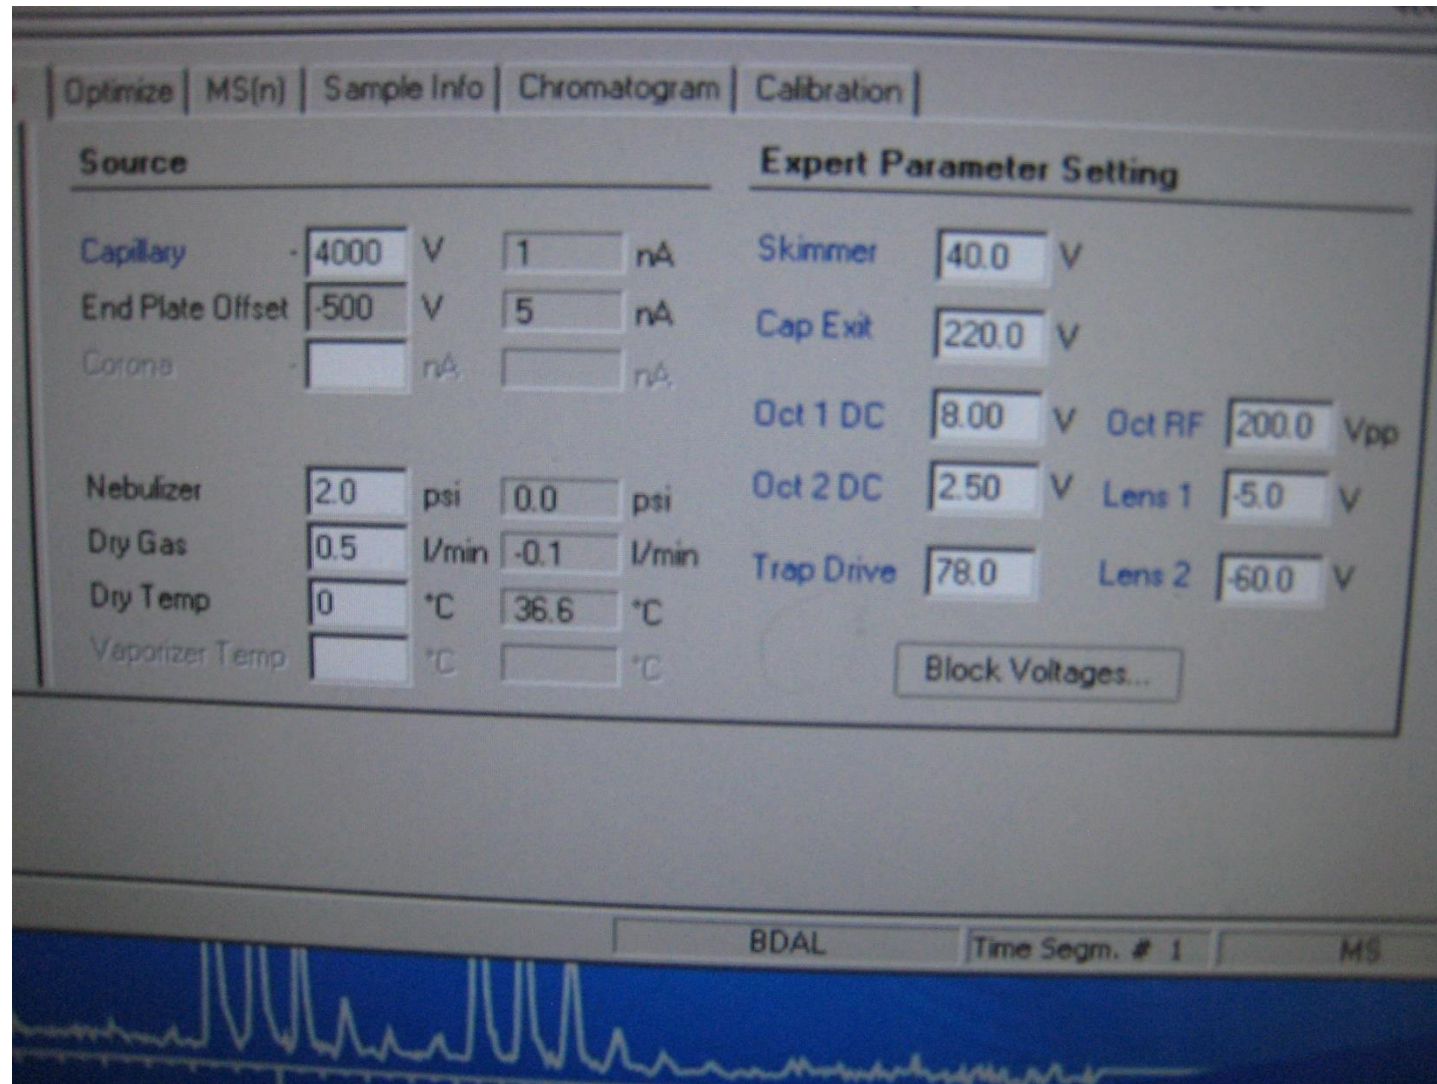 Optimize MS(n) Sample Info Chromatogram Calibration
Source
Capillary - 4000 V 1 nA
End Plate Offset -500 V 5 nA
Corona - nA nA
Nebulizer 2.0 psi 0.0 psi
Dry Gas 0.5 l/min -0.1 l/min
Dry Temp 0 °C 36.6 °C
Vaporizer Temp °C °C
Expert Parameter Setting
Skimmer 40.0 V
Cap Exit 220.0 V
Oct 1 DC 8.00 V Oct RF 200.0 Vpp
Oct 2 DC 2.50 V Lens 1 -5.0 V
Trap Drive 78.0 Lens 2 -60.0 V
Block Voltages...
BDAL Time Segm. # 1 MS